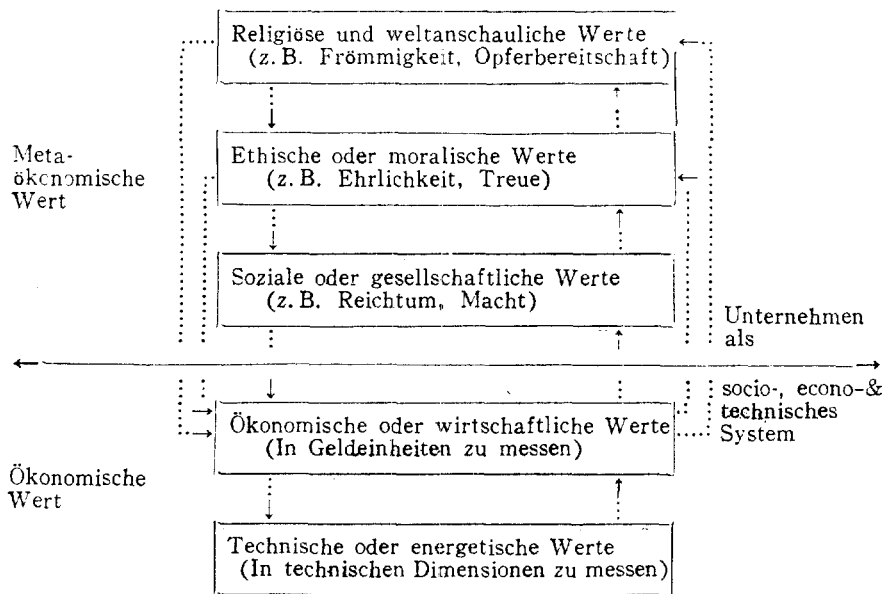 Religiöse und weltanschauliche Werte
(z. B. Frömmigkeit, Opferbereitschaft)
Meta-
ökonomische
Wert
Ethische oder moralische Werte
(z. B. Ehrlichkeit, Treue)
Soziale oder gesellschaftliche Werte
(z. B. Reichtum, Macht)
Unternehmen
als
socio-, econo-&
technisches
System
Ökonomische oder wirtschaftliche Werte
(In Geldeinheiten zu messen)
Ökonomische
Wert
Technische oder energetische Werte
(In technischen Dimensionen zu messen)